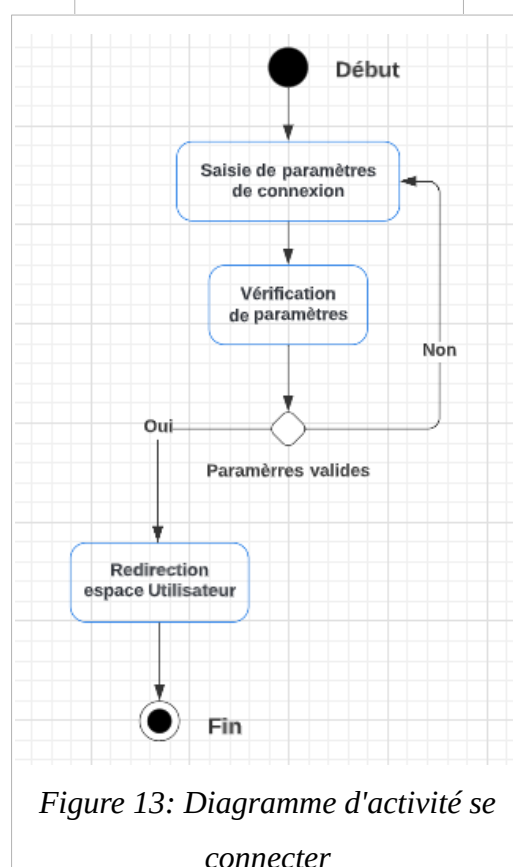 Début
Saisie de paramètres
de connexion
Vérification
de paramètres
Non
Oui
Paramèrres valides
Redirection
espace Utilisateur
Fin
Figure 13: Diagramme d'activité se
connecter